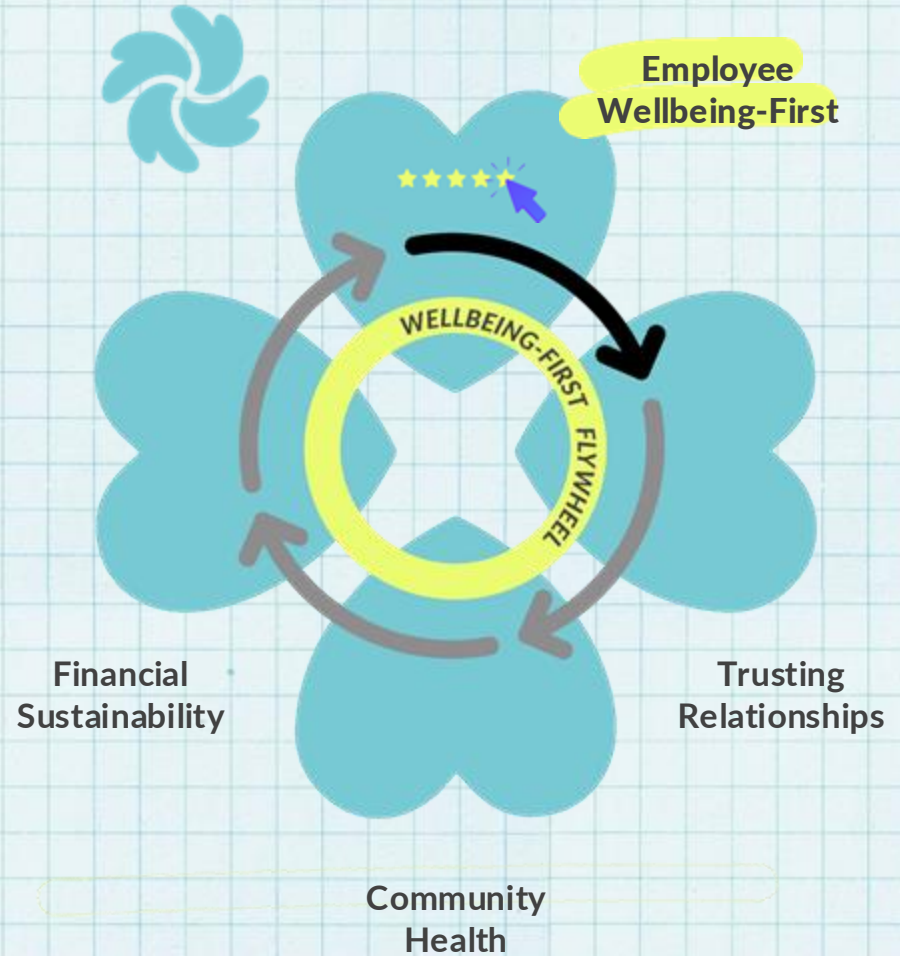 Employee
Wellbeing-First
WELLBEING-FIRST FLYWHEEL
Financial
Sustainability
Trusting
Relationships
Community
Health